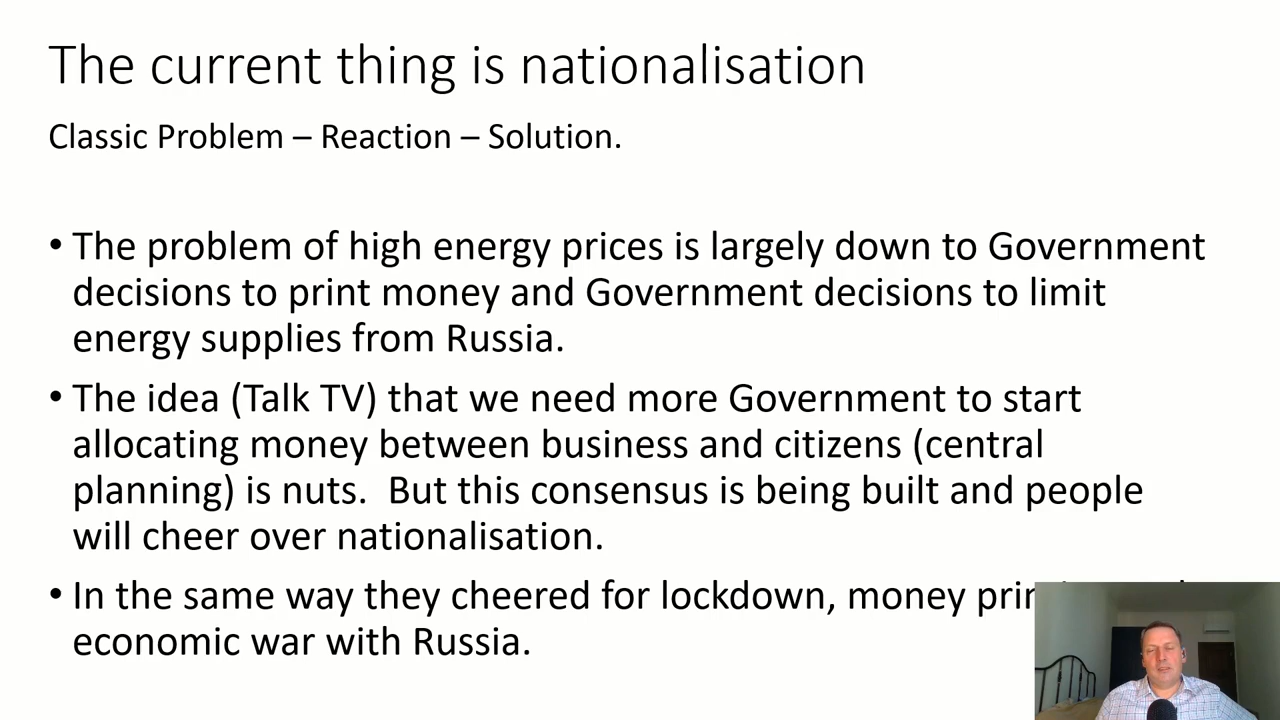 The current thing is nationalisation
Classic Problem – Reaction – Solution.
• The problem of high energy prices is largely down to Government
decisions to print money and Government decisions to limit
energy supplies from Russia.
• The idea (Talk TV) that we need more Government to start
allocating money between business and citizens (central
planning) is nuts.  But this consensus is being built and people
will cheer over nationalisation.
• In the same way they cheered for lockdown, money
economic war with Russia.